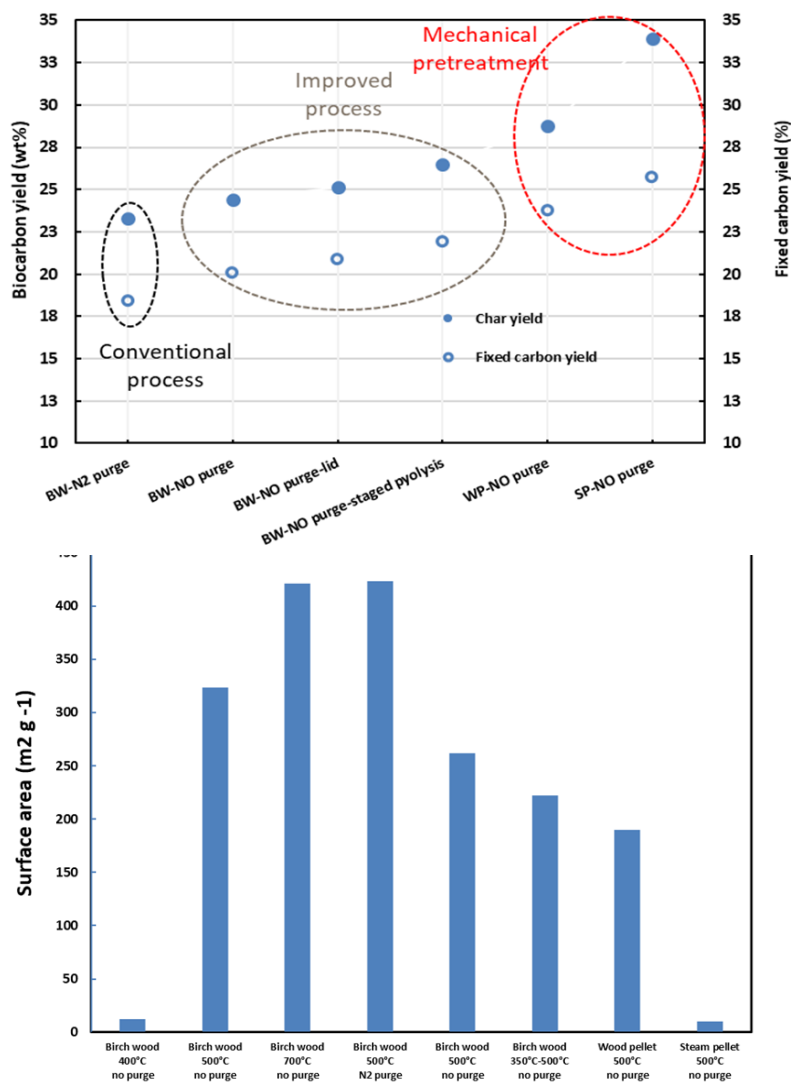 35
33
30
28
25
23
20
18
15
13
10
Biocarbon yield (wt%)
Mechanical
pretreatment
Improved
process
Conventional
process
Char yield
Fixed carbon yield
35
33
30
28
25
23
20
18
15
13
10
Fixed carbon yield (%)
BW-N2 purge
BW-NO purge
BW-NO purge-lid
BW-NO purge-staged pyolysis
WP-NO purge
SP-NO purge
400
350
300
250
200
150
100
50
0
Surface area (m2 g -1)
Birch wood
400°C
no purge
Birch wood
500°C
no purge
Birch wood
700°C
no purge
Birch wood
500°C
N2 purge
Birch wood
500°C
no purge
Birch wood
350°C-500°C
no purge
Wood pellet
500°C
no purge
Steam pellet
500°C
no purge